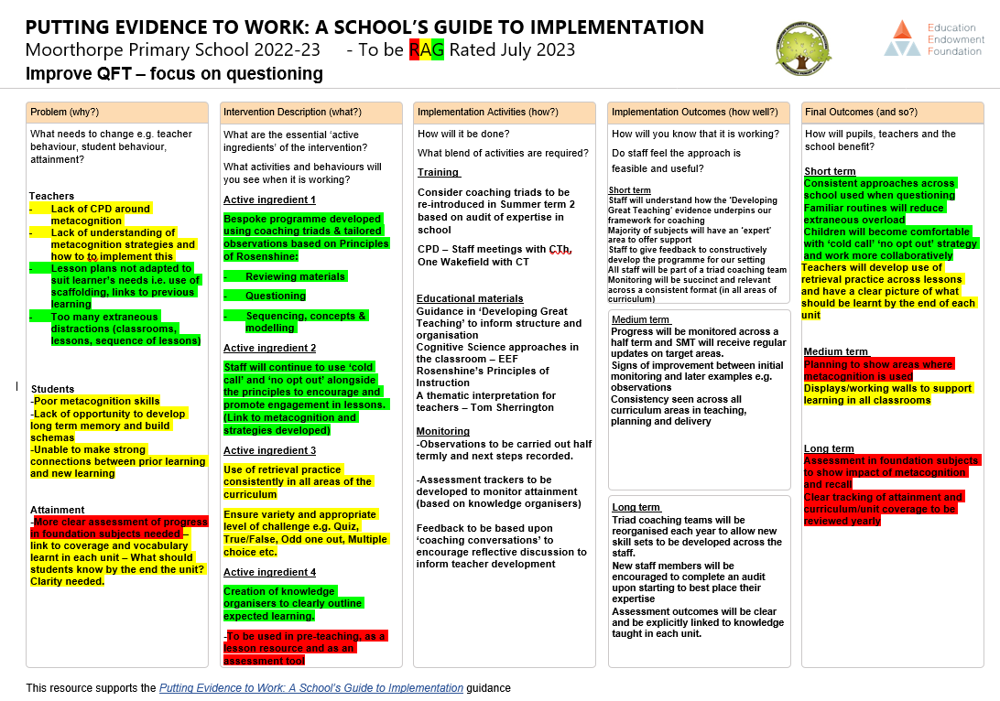 PUTTING EVIDENCE TO WORK: A SCHOOL'S GUIDE TO IMPLEMENTATION
Moorthorpe Primary School 2022-23 - To be RAG Rated July 2023
Improve QFT – focus on questioning
Education
Endowment
Foundation
Problem (why?)
What needs to change e.g. teacher
behaviour, student behaviour,
attainment?
Teachers
- Lack of CPD around
metacognition
- Lack of understanding of
metacognition strategies and
how to to implement this
- Lesson plans not adapted to
suit learner's needs i.e. use of
scaffolding, links to previous
learning
- Too many extraneous
distractions (classrooms,
lessons, sequence of lessons)
Students
-Poor metacognition skills
-Lack of opportunity to develop
long term memory and build
schemas
-Unable to make strong
connections between prior learning
and new learning
Attainment
-More clear assessment of progress
in foundation subjects needed –
link to coverage and vocabulary
learnt in each unit – What should
students know by the end the unit?
Clarity needed.
Intervention Description (what?)
What are the essential 'active
ingredients' of the intervention?
What activities and behaviours will
you see when it is working?
Active ingredient 1
Bespoke programme developed
using coaching triads & tailored
observations based on Principles
of Rosenshine:
- Reviewing materials
- Questioning
- Sequencing, concepts &
modelling
Active ingredient 2
Staff will continue to use 'cold
call' and 'no opt out' alongside
the principles to encourage and
promote engagement in lessons.
(Link to metacognition and
strategies developed)
Active ingredient 3
Use of retrieval practice
consistently in all areas of the
curriculum
Ensure variety and appropriate
level of challenge e.g. Quiz,
True/False, Odd one out, Multiple
choice etc.
Active ingredient 4
Creation of knowledge
organisers to clearly outline
expected learning.
-To be used in pre-teaching, as a
lesson resource and as an
assessment tool
Implementation Activities (how?)
How will it be done?
What blend of activities are required?
Training
Consider coaching triads to be
re-introduced in Summer term 2
based on audit of expertise in
school
CPD – Staff meetings with CTh,
One Wakefield with CT
Educational materials
Guidance in 'Developing Great
Teaching' to inform structure and
organisation
Cognitive Science approaches in
the classroom – EEF
Rosenshine's Principles of
Instruction
A thematic interpretation for
teachers – Tom Sherrington
Monitoring
-Observations to be carried out half
termly and next steps recorded.
-Assessment trackers to be
developed to monitor attainment
(based on knowledge organisers)
Feedback to be based upon
'coaching conversations' to
encourage reflective discussion to
inform teacher development
Implementation Outcomes (how well?)
How will you know that it is working?
Do staff feel the approach is
feasible and useful?
Short term
Staff will understand how the 'Developing
Great Teaching' evidence underpins our
framework for coaching
Majority of subjects will have an 'expert'
area to offer support
Staff to give feedback to constructively
develop the programme for our setting
All staff will be part of a triad coaching team
Monitoring will be succinct and relevant
across a consistent format (in all areas of
curriculum)
Medium term
Progress will be monitored across a
half term and SMT will receive regular
updates on target areas.
Signs of improvement between initial
monitoring and later examples e.g.
observations
Consistency seen across all
curriculum areas in teaching,
planning and delivery
Long term
Triad coaching teams will be
reorganised each year to allow new
skill sets to be developed across the
staff.
New staff members will be
encouraged to complete an audit
upon starting to best place their
expertise
Assessment outcomes will be clear
and be explicitly linked to knowledge
taught in each unit.
Final Outcomes (and so?)
How will pupils, teachers and the
school benefit?
Short term
Consistent approaches across
school used when questioning
Familiar routines will reduce
extraneous overload
Children will become comfortable
with 'cold call' 'no opt out' strategy
and work more collaboratively
Teachers will develop use of
retrieval practice across lessons
and have a clear picture of what
should be learnt by the end of each
unit
Medium term
Planning to show areas where
metacognition is used
Displays/working walls to support
learning in all classrooms
Long term
Assessment in foundation subjects
to show impact of metacognition
and recall
Clear tracking of attainment and
curriculum/unit coverage to be
reviewed yearly
This resource supports the Putting Evidence to Work: A School's Guide to Implementation guidance